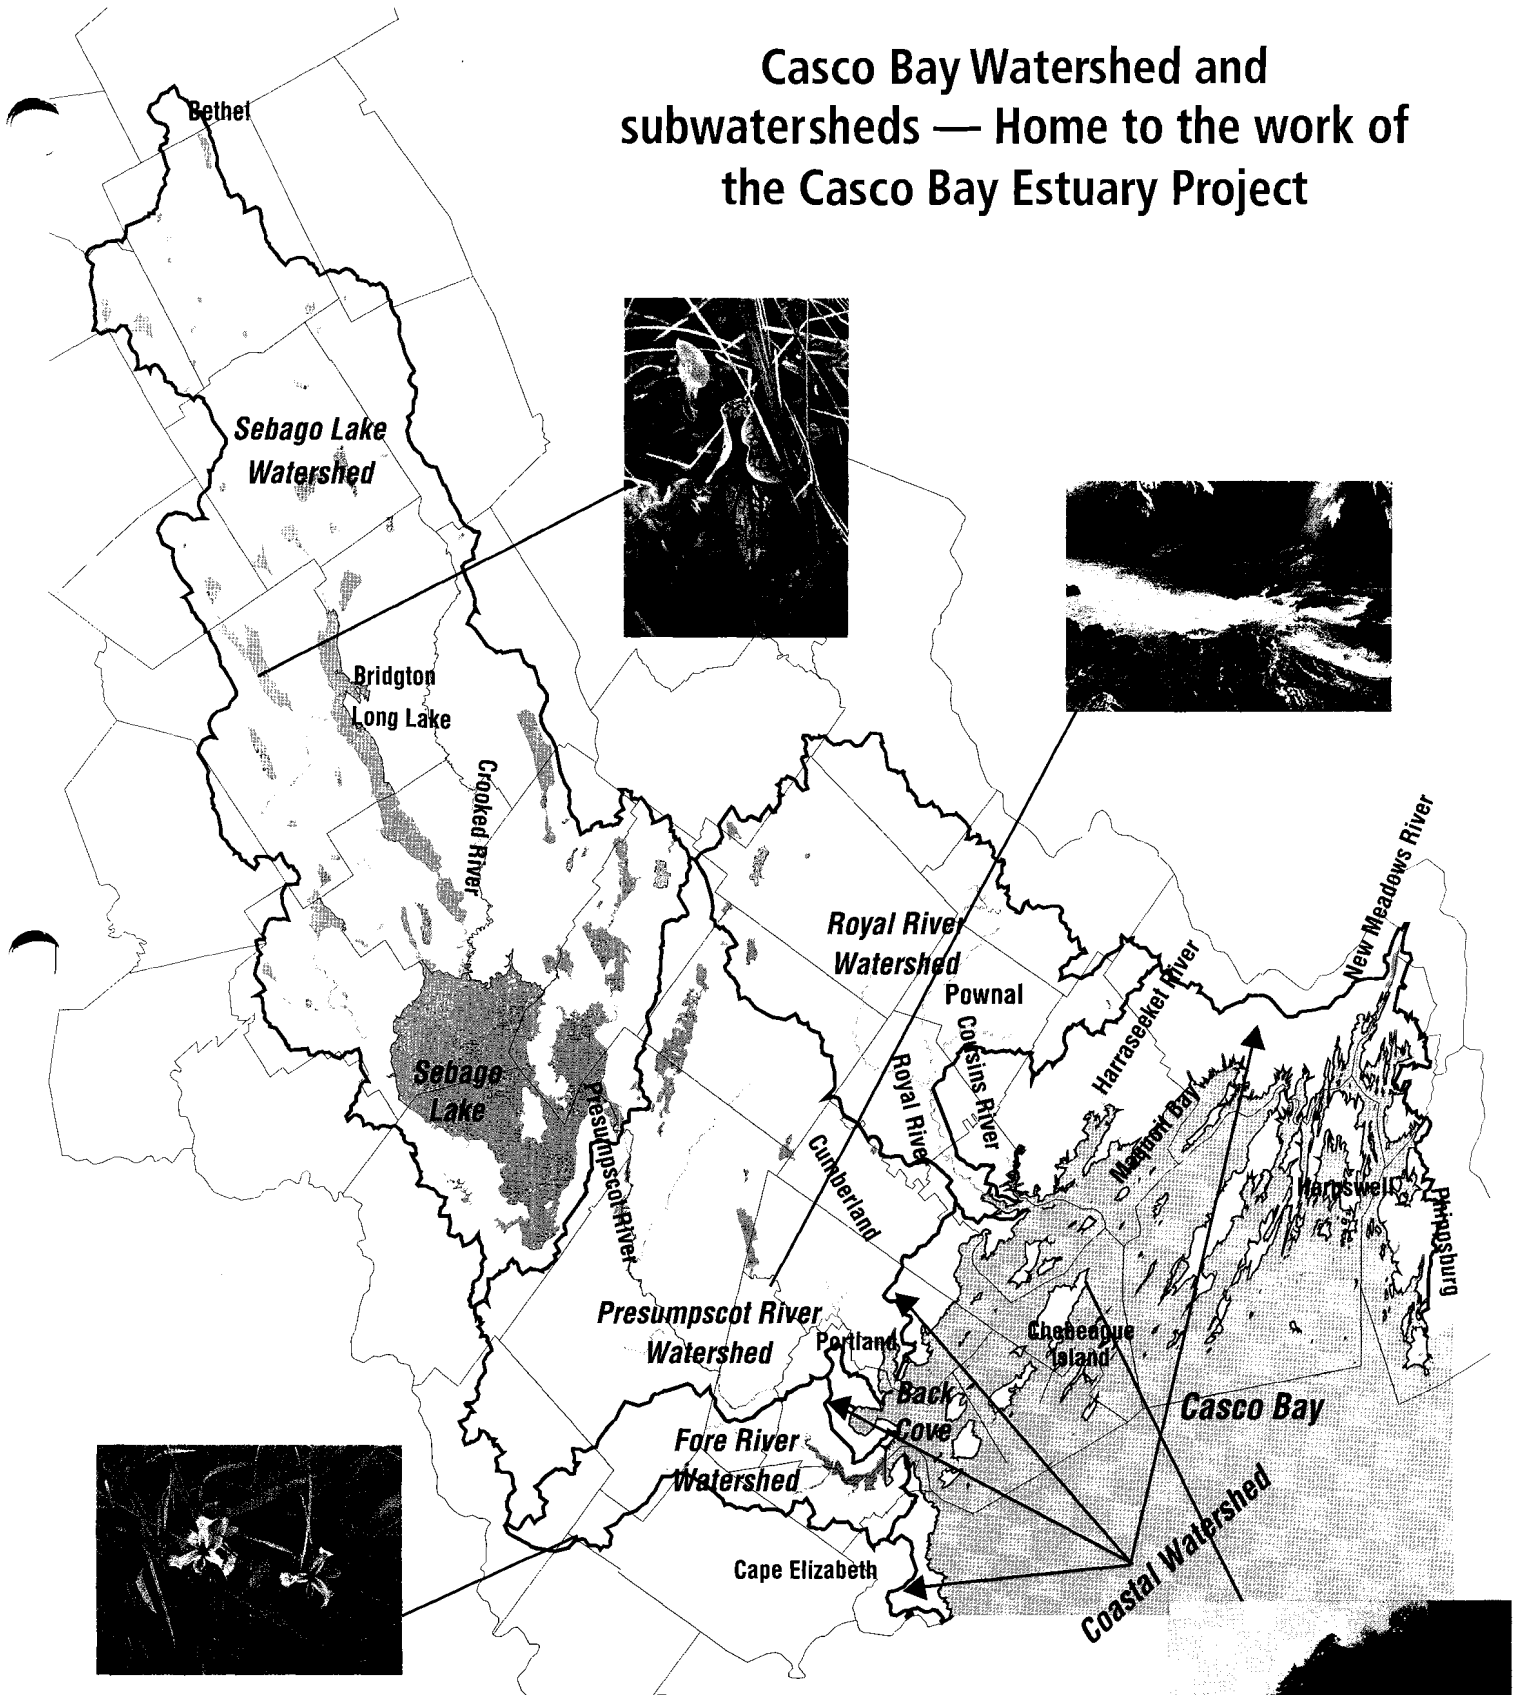 Casco Bay Watershed and
subwatersheds — Home to the work of
the Casco Bay Estuary Project
Bethel
Sebago Lake
Watershed
Bridgton
Long Lake
Crooked River
New Meadows River
Royal River
Watershed
Pownal
Harraseeket River
Cousins River
Royal River
Sebago
Lake
Presumpscot River
Maquoit Bay
Cumberland
Harpswell
Phippsburg
Presumpscot River
Watershed
Portland
Chebeague
Island
Back
Cove
Casco Bay
Fore River
Watershed
Cape Elizabeth
Coastal Watershed